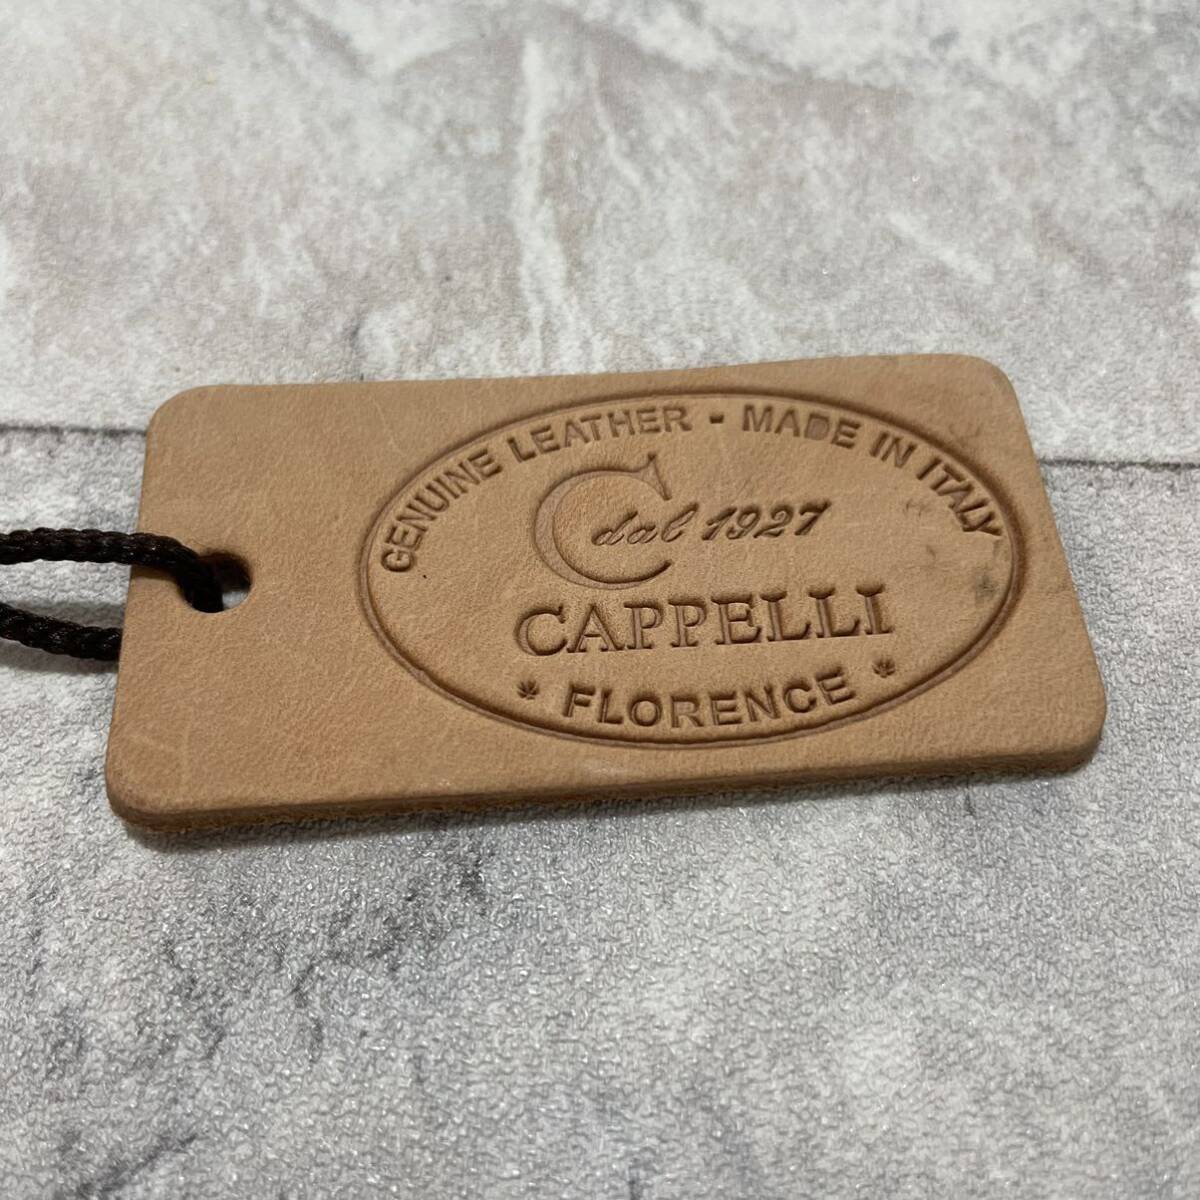 GENUINE LEATHER - MADE IN ITALY
C dal 1927
CAPPELLI
* FLORENCE *